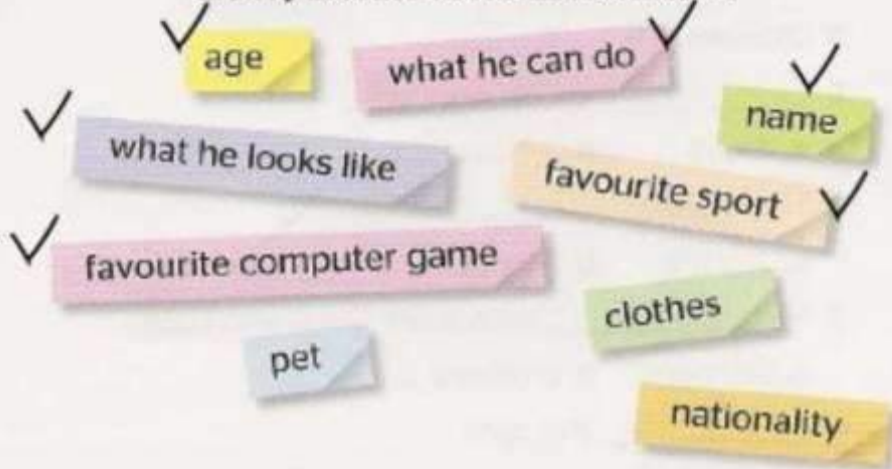 age
what he can do
name
what he looks like
favourite sport
favourite computer game
clothes
pet
nationality